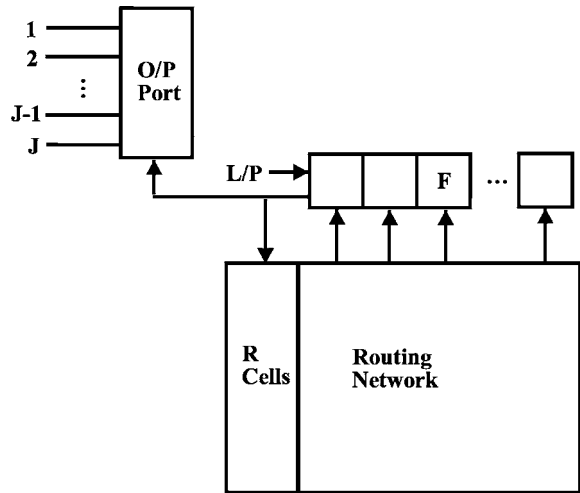 1
2
⋮
J-1
J
O/P
Port
L/P
F
...
R
Cells
Routing
Network